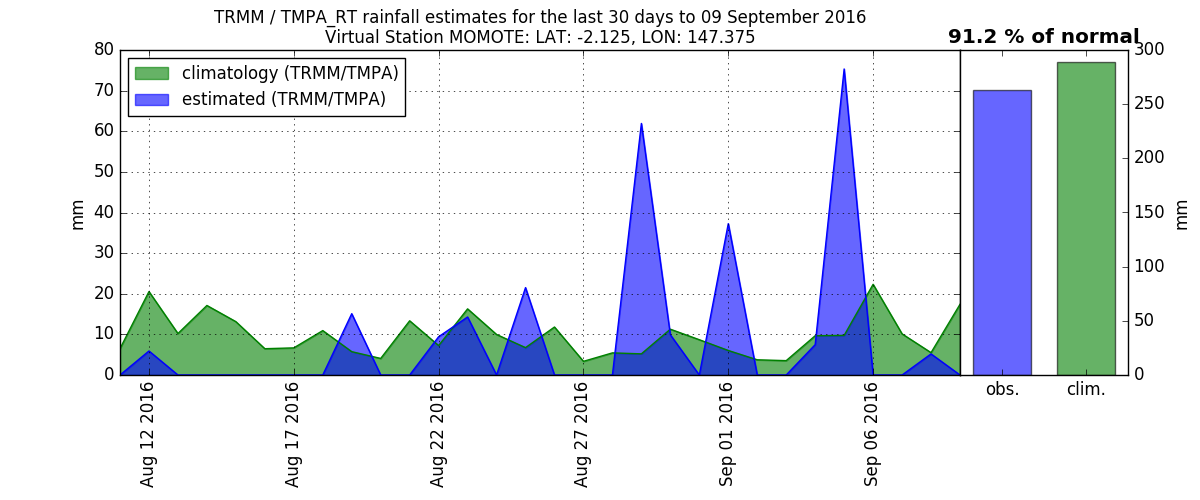 TRMM / TMPA_RT rainfall estimates for the last 30 days to 09 September 2016
Virtual Station MOMOTE: LAT: -2.125, LON: 147.375
91.2 % of normal
climatology (TRMM/TMPA)
estimated (TRMM/TMPA)
80
70
60
50
40
30
20
10
0
mm
Aug 12 2016
Aug 17 2016
Aug 22 2016
Aug 27 2016
Sep 01 2016
Sep 06 2016
obs.
clim.
300
250
200
150
100
50
0
mm